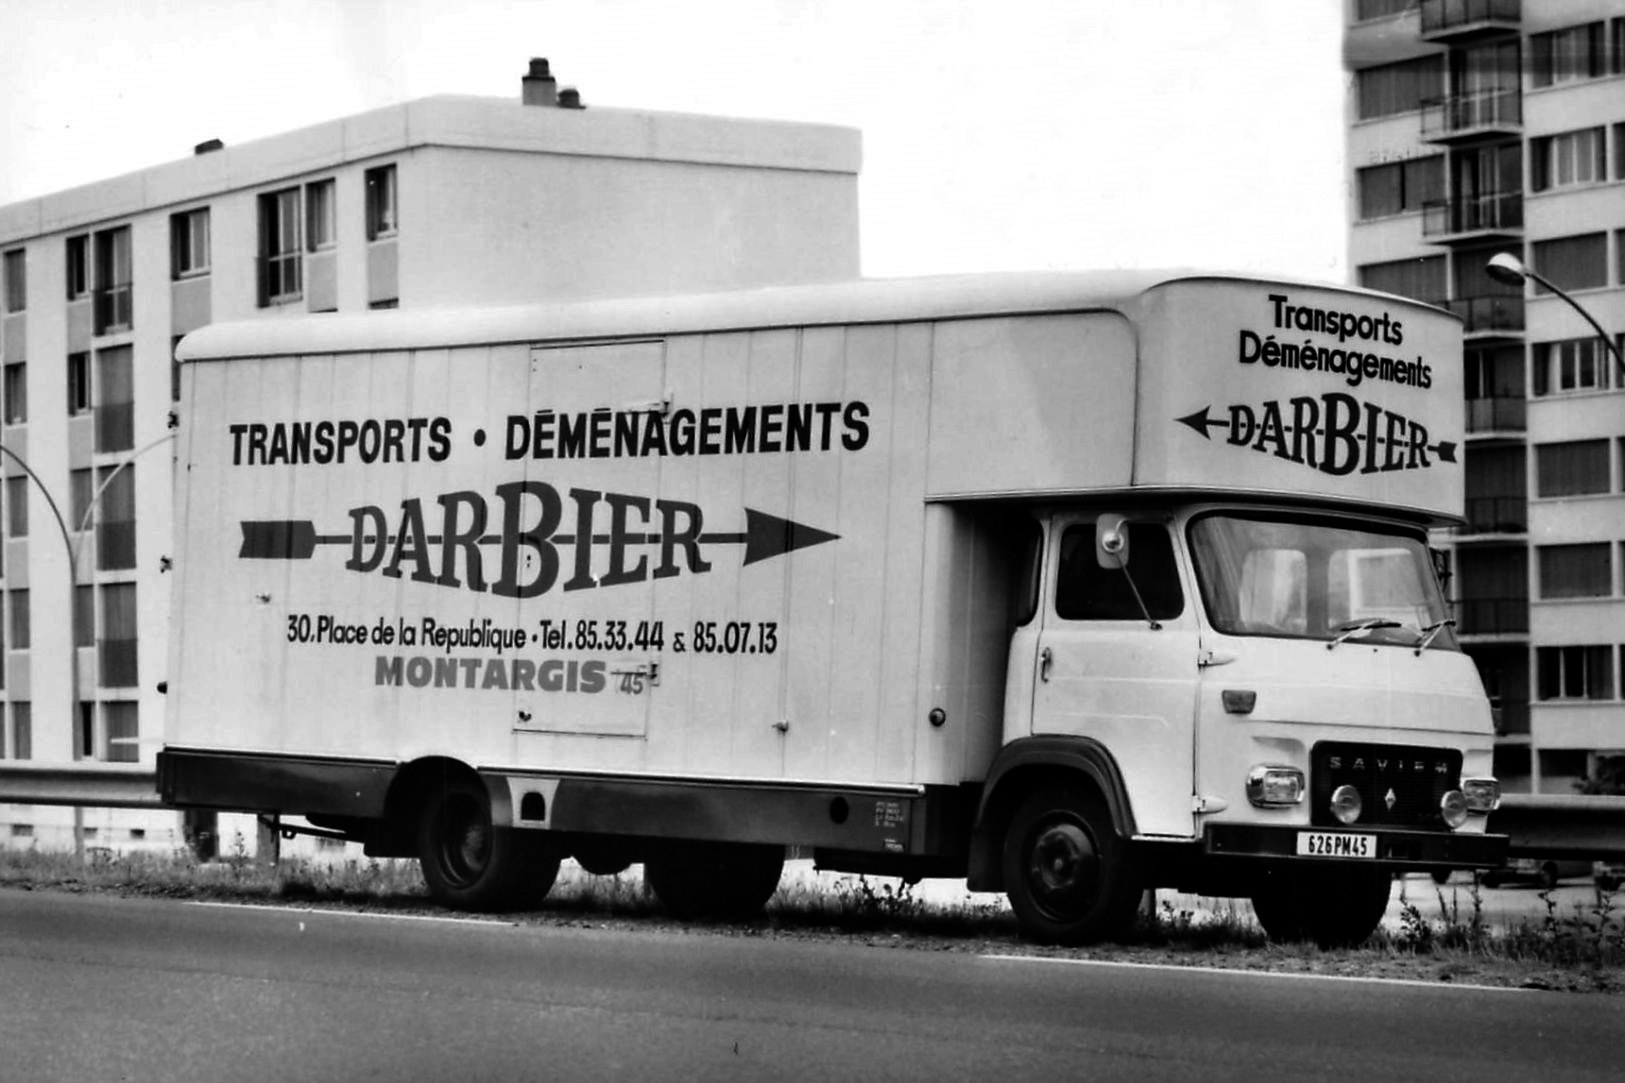 TRANSPORTS • DÉMÉNAGEMENTS
DARBIER
30, Place de la Republique • Tel. 85.33.44 & 85.07.13
MONTARGIS 45
Transports
Déménagements
DARBIER
SAVIEM
626 PM 45